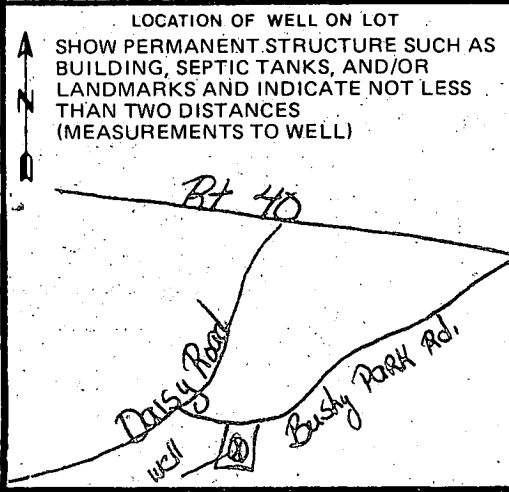 LOCATION OF WELL ON LOT
SHOW PERMANENT STRUCTURE SUCH AS
BUILDING, SEPTIC TANKS, AND/OR
LANDMARKS AND INDICATE NOT LESS
THAN TWO DISTANCES
(MEASUREMENTS TO WELL)
N
Rt 40
Daisy Road
Bushy PARK Rd.
well